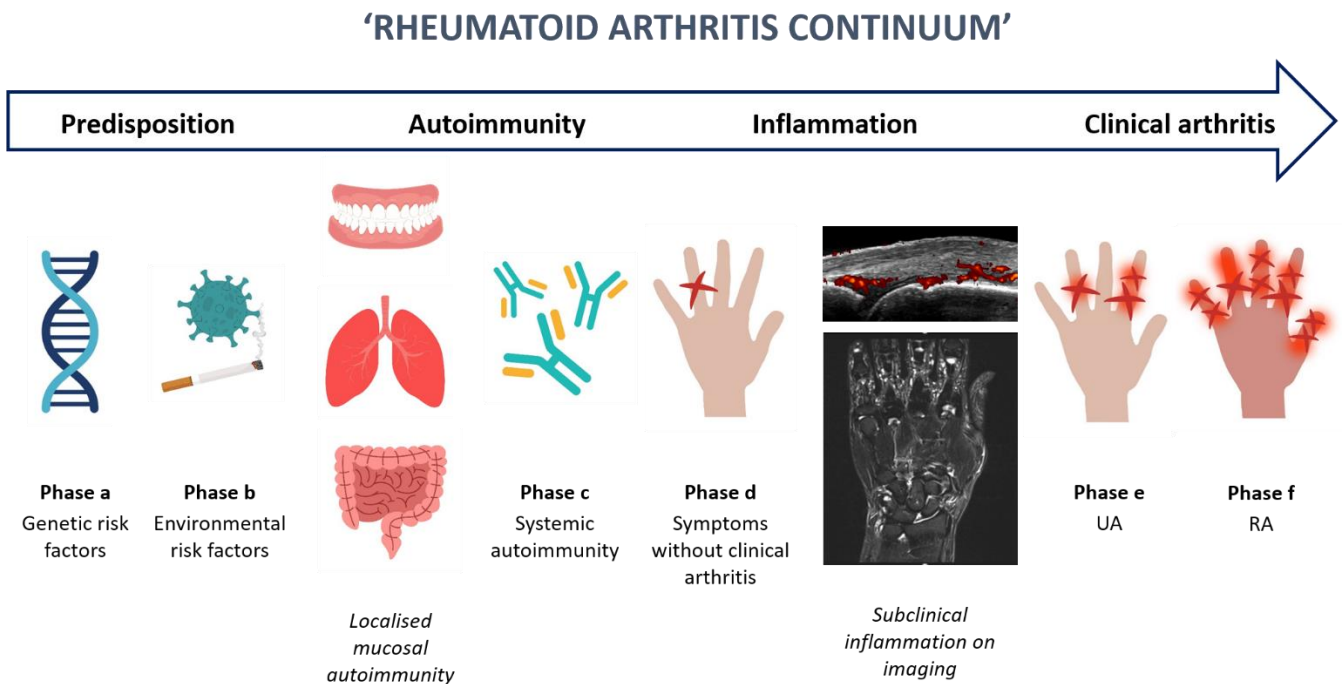 ‘RHEUMATOID ARTHRITIS CONTINUUM’
Predisposition
Autoimmunity
Inflammation
Clinical arthritis
Phase a
Genetic risk
factors
Phase b
Environmental
risk factors
Localised
mucosal
autoimmunity
Phase c
Systemic
autoimmunity
Phase d
Symptoms
without clinical
arthritis
Subclinical
inflammation on
imaging
Phase e
UA
Phase f
RA